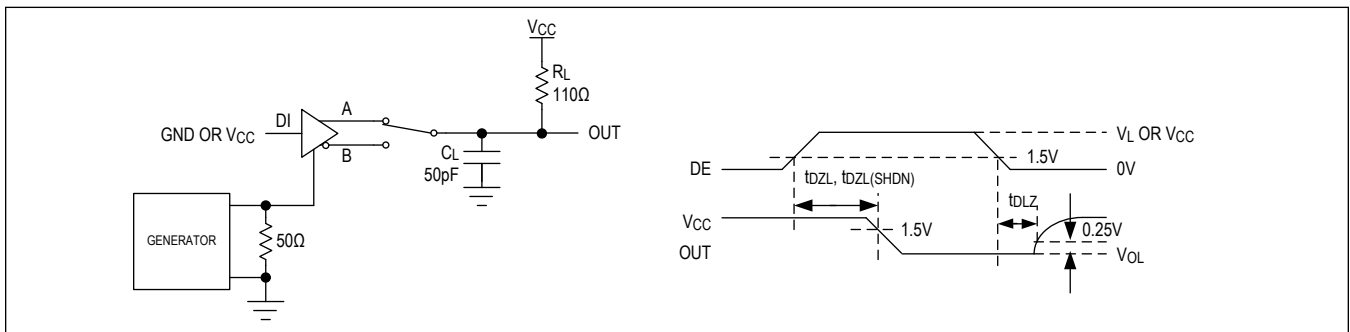 VCC
RL
110Ω
A
DI
GND OR VCC
OUT
B
CL
50pF
GENERATOR
50Ω
VL OR VCC
1.5V
DE
0V
tDZL, tDZL(SHDN)
tDLZ
VCC
1.5V
0.25V
OUT
VOL